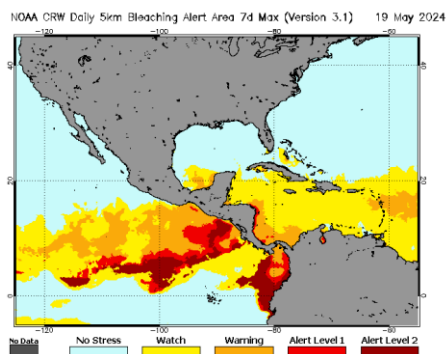 NOAA CRW Daily 5km Bleaching Alert Area 7d Max (Version 3.1) 19 May 2024
-120 -100 -80 -60
40
20
0
-120 -100 -80 -60
No Data No Stress Watch Warning Alert Level 1 Alert Level 2